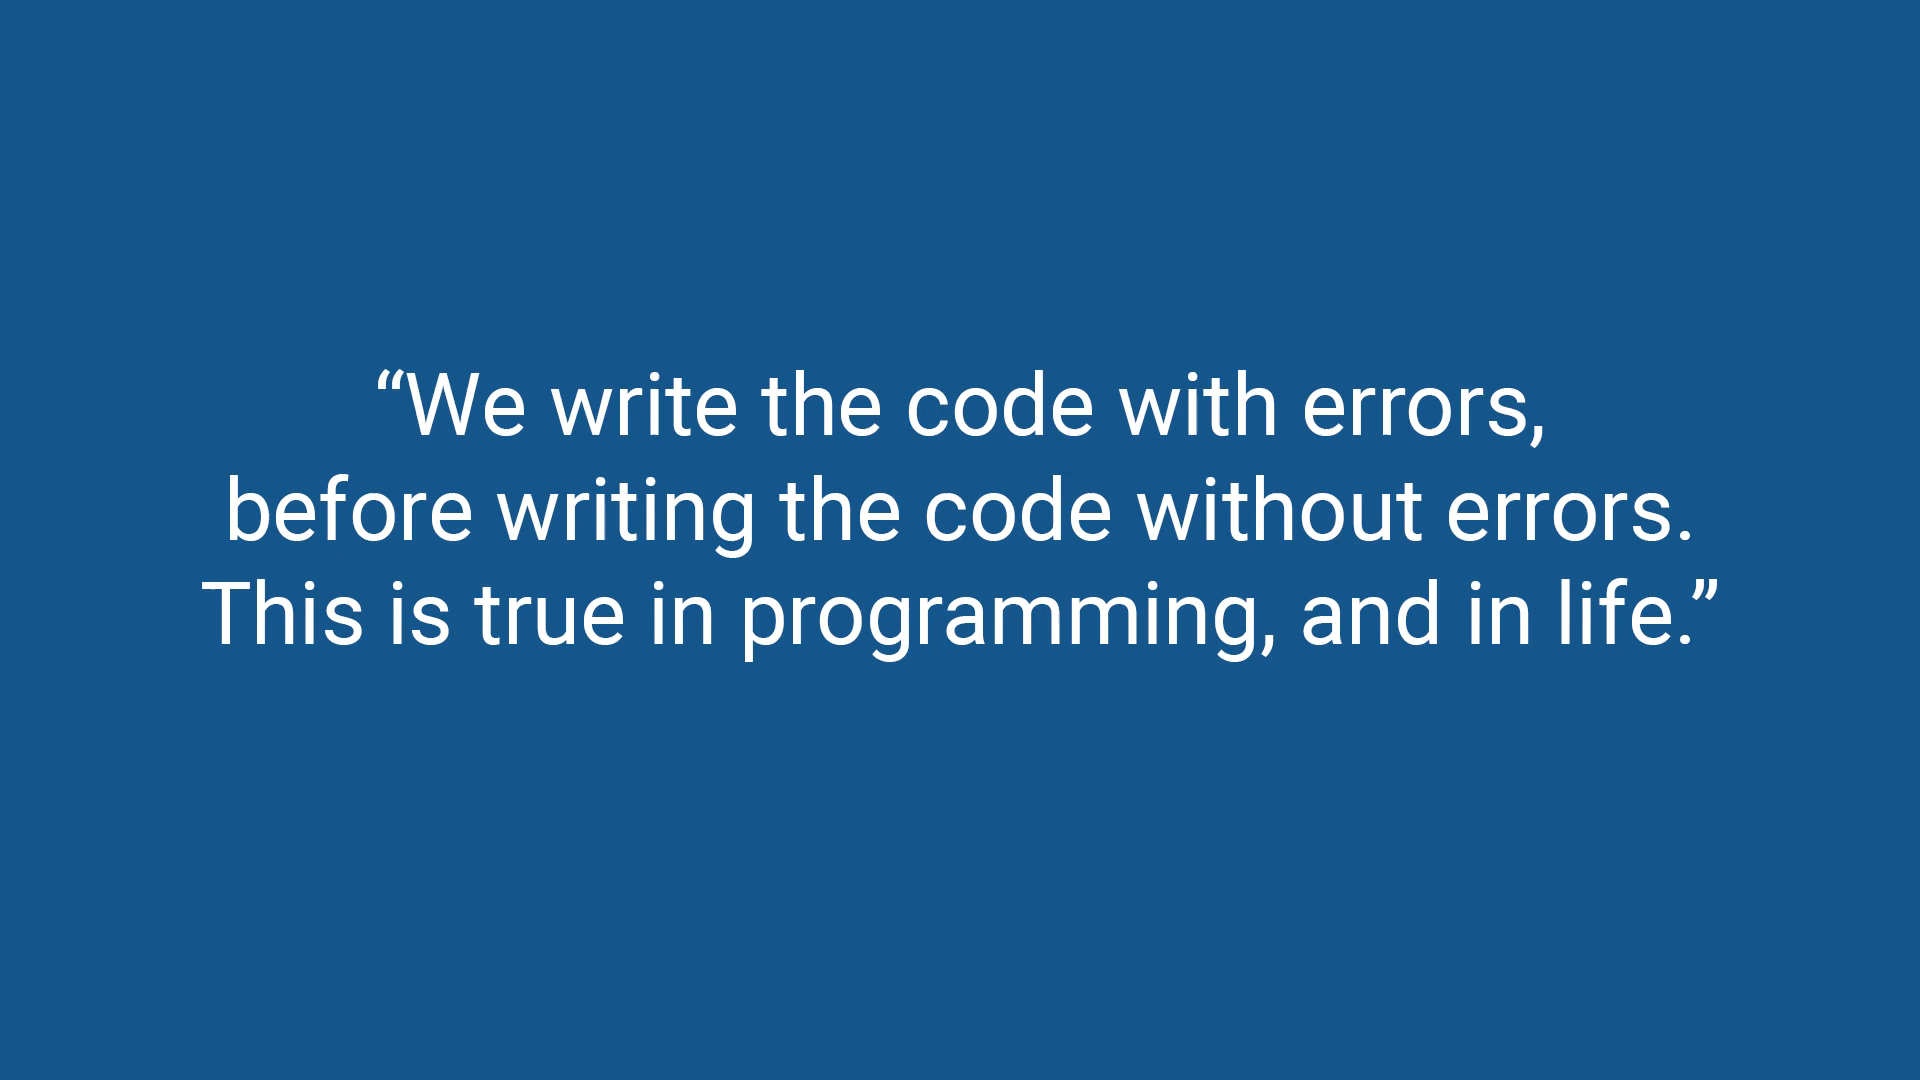 “We write the code with errors,
before writing the code without errors.
This is true in programming, and in life.”